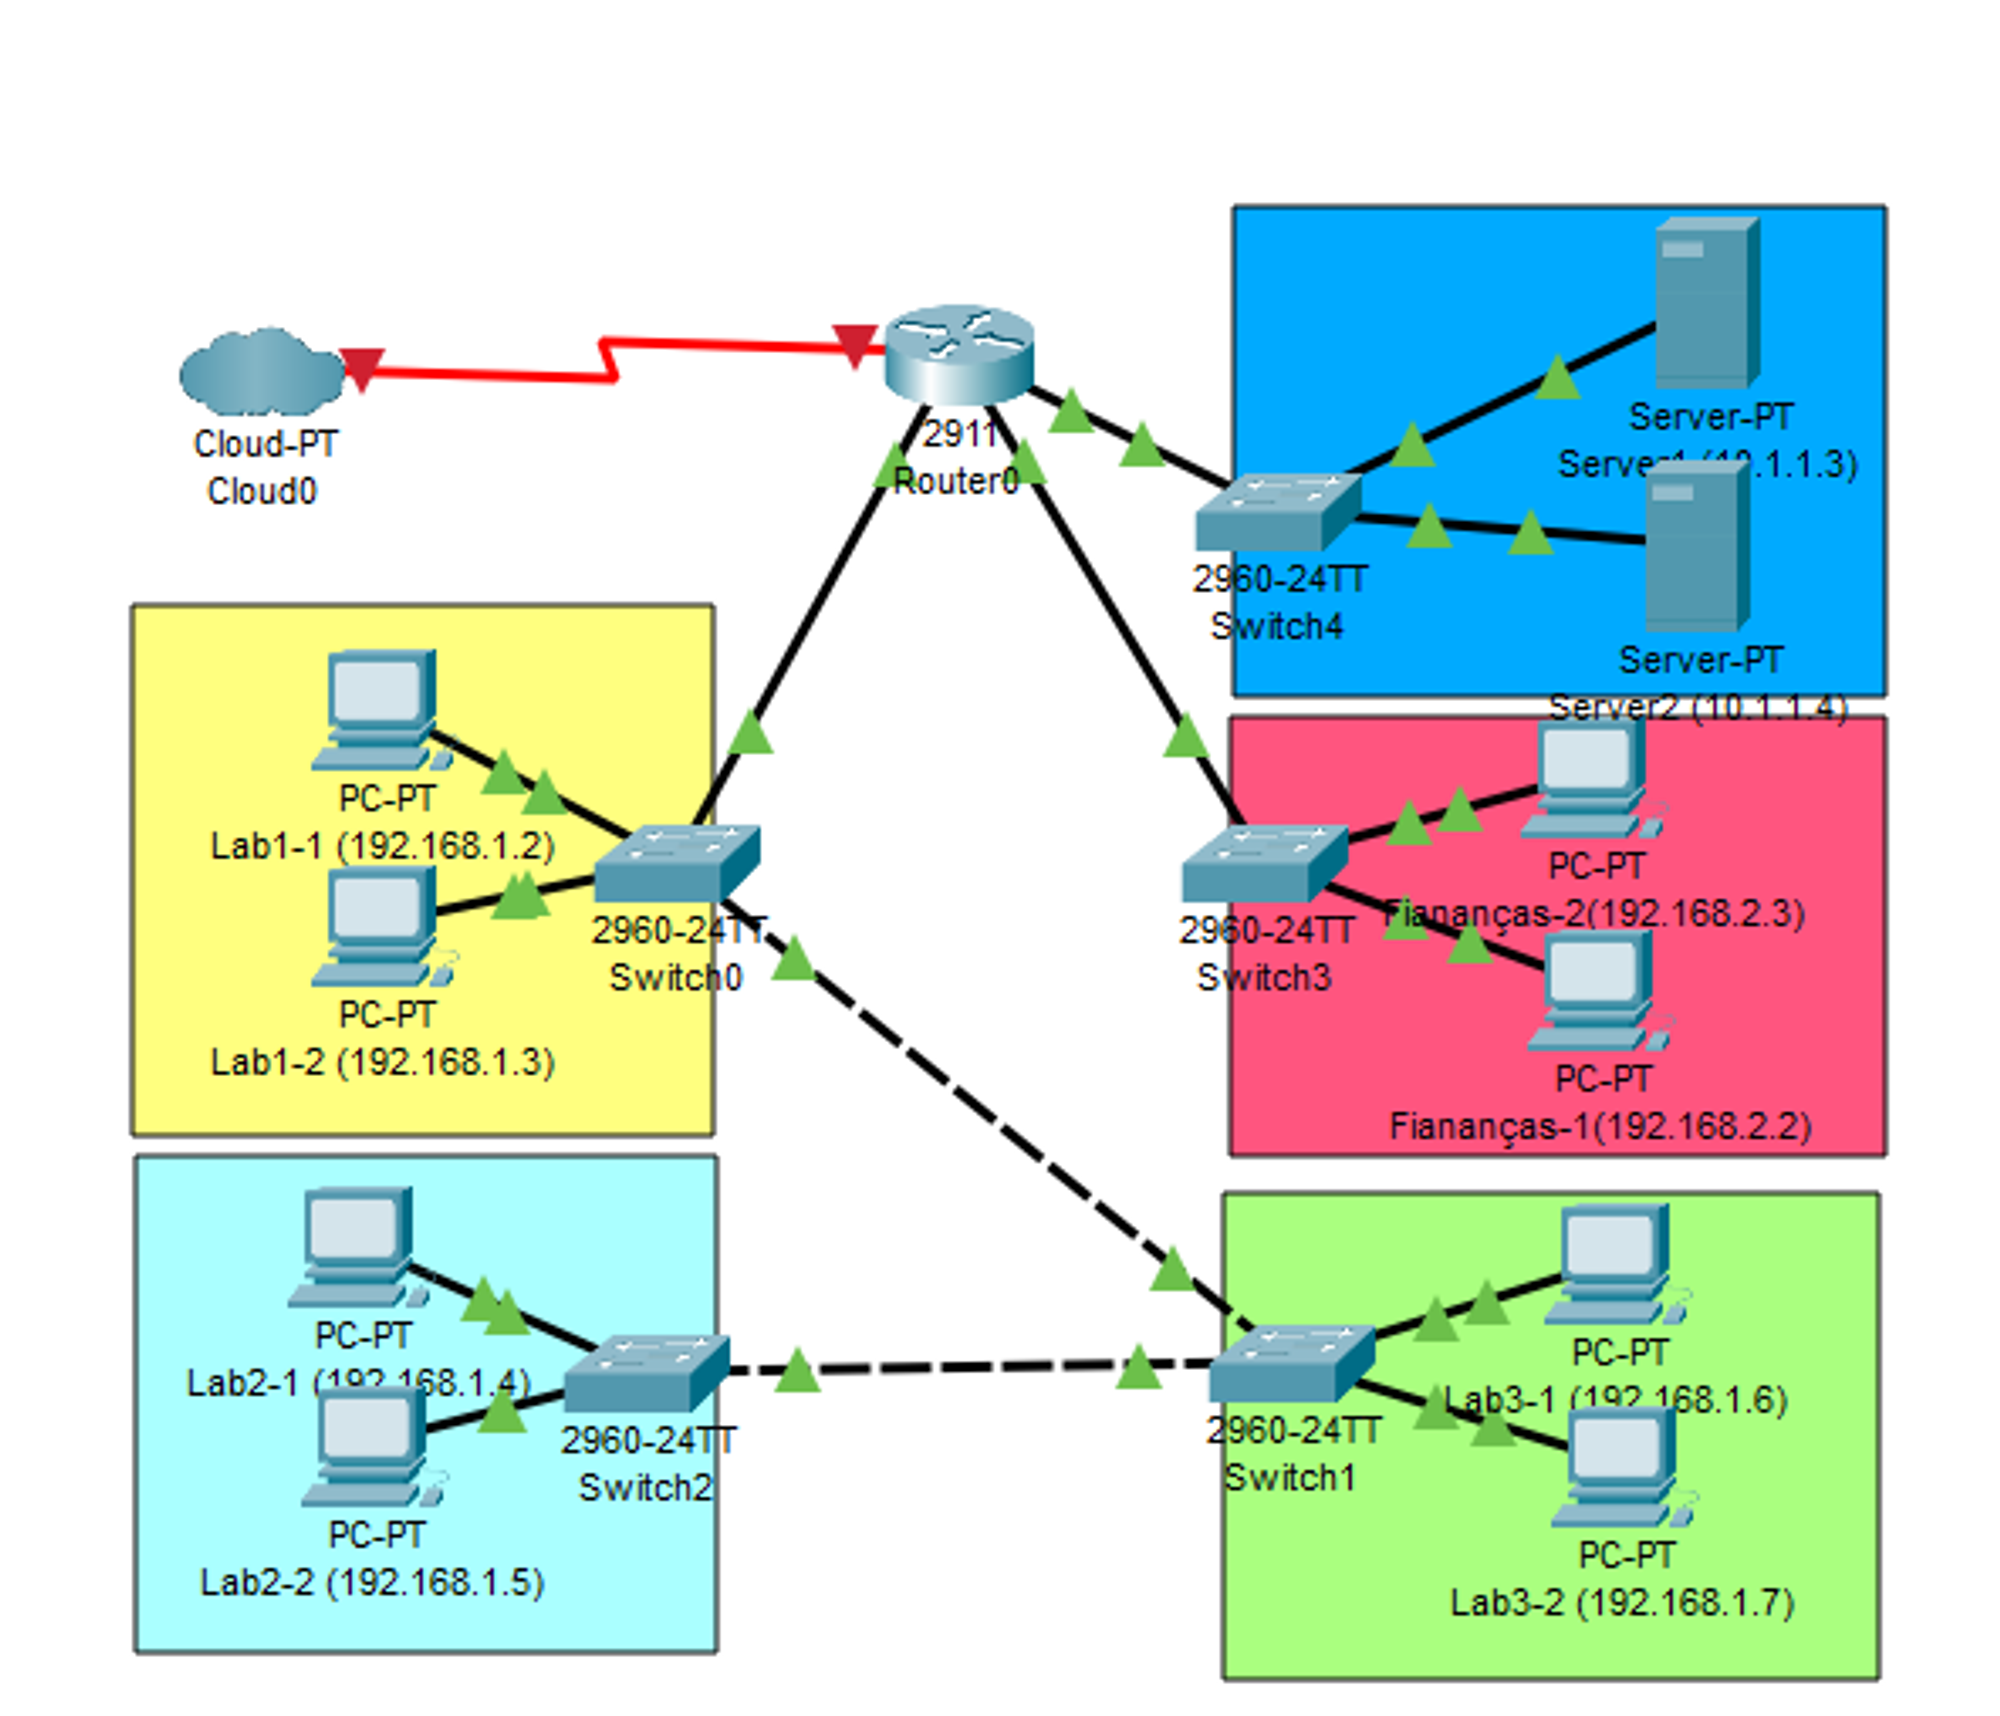 Cloud-PT
Cloud0
2911
Router0
Server-PT
Server1 (10.1.1.3)
2960-24TT
Switch4
Server-PT
Server2 (10.1.1.4)
PC-PT
Lab1-1 (192.168.1.2)
PC-PT
Lab1-2 (192.168.1.3)
2960-24TT
Switch0
2960-24TT
Switch3
PC-PT
Fiananças-2(192.168.2.3)
PC-PT
Fiananças-1(192.168.2.2)
PC-PT
Lab2-1 (192.168.1.4)
PC-PT
Lab2-2 (192.168.1.5)
2960-24TT
Switch2
2960-24TT
Switch1
PC-PT
Lab3-1 (192.168.1.6)
PC-PT
Lab3-2 (192.168.1.7)